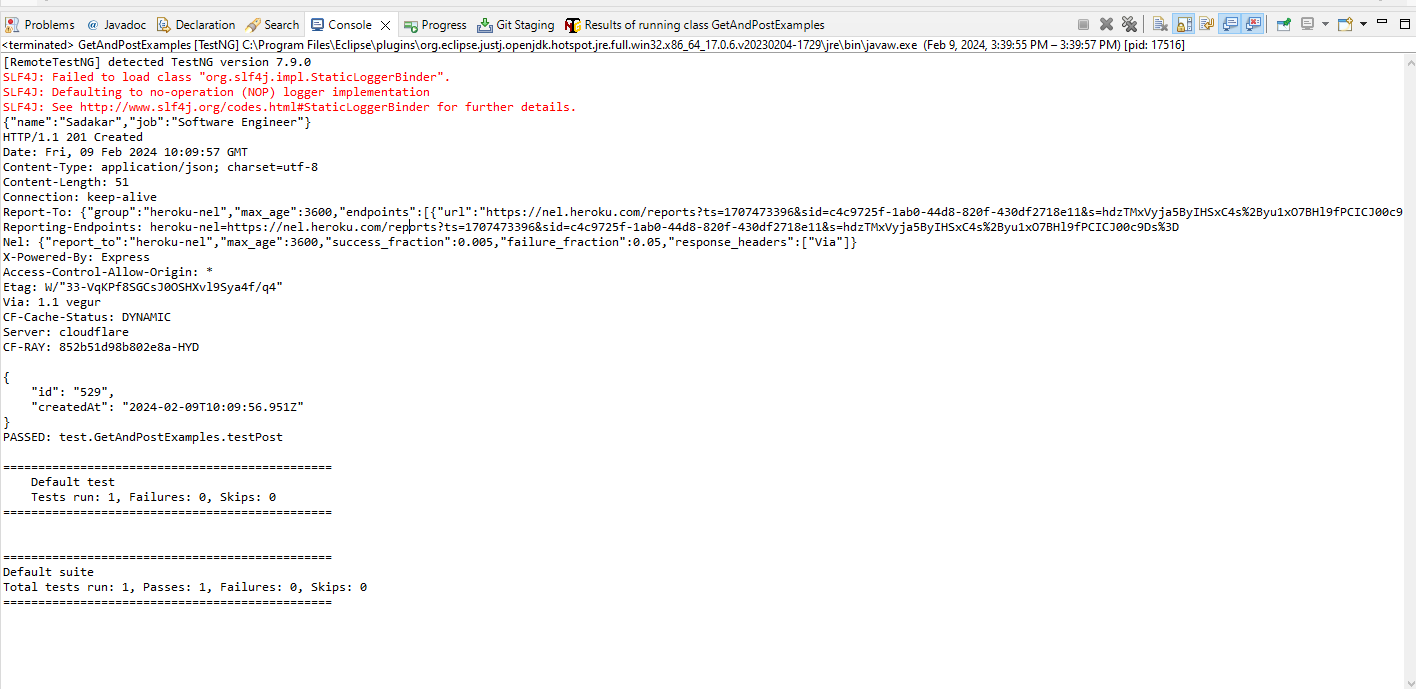 Problems Javadoc Declaration Search Console Progress Git Staging Results of running class GetAndPostExamples
<terminated> GetAndPostExamples [TestNG] C:\Program Files\Eclipse\plugins\org.eclipse.justj.openjdk.hotspot.jre.full.win32.x86_64_17.0.6.v20230204-1729\jre\bin\javaw.exe (Feb 9, 2024, 3:39:55 PM – 3:39:57 PM) [pid: 17516]
[RemoteTestNG] detected TestNG version 7.9.0
SLF4J: Failed to load class "org.slf4j.impl.StaticLoggerBinder".
SLF4J: Defaulting to no-operation (NOP) logger implementation
SLF4J: See http://www.slf4j.org/codes.html#StaticLoggerBinder for further details.
{"name":"Sadakar","job":"Software Engineer"}
HTTP/1.1 201 Created
Date: Fri, 09 Feb 2024 10:09:57 GMT
Content-Type: application/json; charset=utf-8
Content-Length: 51
Connection: keep-alive
Report-To: {"group":"heroku-nel","max_age":3600,"endpoints":[{"url":"https://nel.heroku.com/reports?ts=1707473396&sid=c4c9725f-1ab0-44d8-820f-430df2718e11&s=hdzTMxVyja5ByIHSxC4s%2Byu1xO7BHl9fPCICJ00c9
Reporting-Endpoints: heroku-nel=https://nel.heroku.com/reports?ts=1707473396&sid=c4c9725f-1ab0-44d8-820f-430df2718e11&s=hdzTMxVyja5ByIHSxC4s%2Byu1xO7BHl9fPCICJ00c9Ds%3D
Nel: {"report_to":"heroku-nel","max_age":3600,"success_fraction":0.005,"failure_fraction":0.05,"response_headers":["Via"]}
X-Powered-By: Express
Access-Control-Allow-Origin: *
Etag: W/"33-VqKPf8SGCsJ0OSHXvl9Sya4f/q4"
Via: 1.1 vegur
CF-Cache-Status: DYNAMIC
Server: cloudflare
CF-RAY: 852b51d98b802e8a-HYD
{
"id": "529",
"createdAt": "2024-02-09T10:09:56.951Z"
}
PASSED: test.GetAndPostExamples.testPost
===============================================
Default test
Tests run: 1, Failures: 0, Skips: 0
===============================================
===============================================
Default suite
Total tests run: 1, Passes: 1, Failures: 0, Skips: 0
===============================================